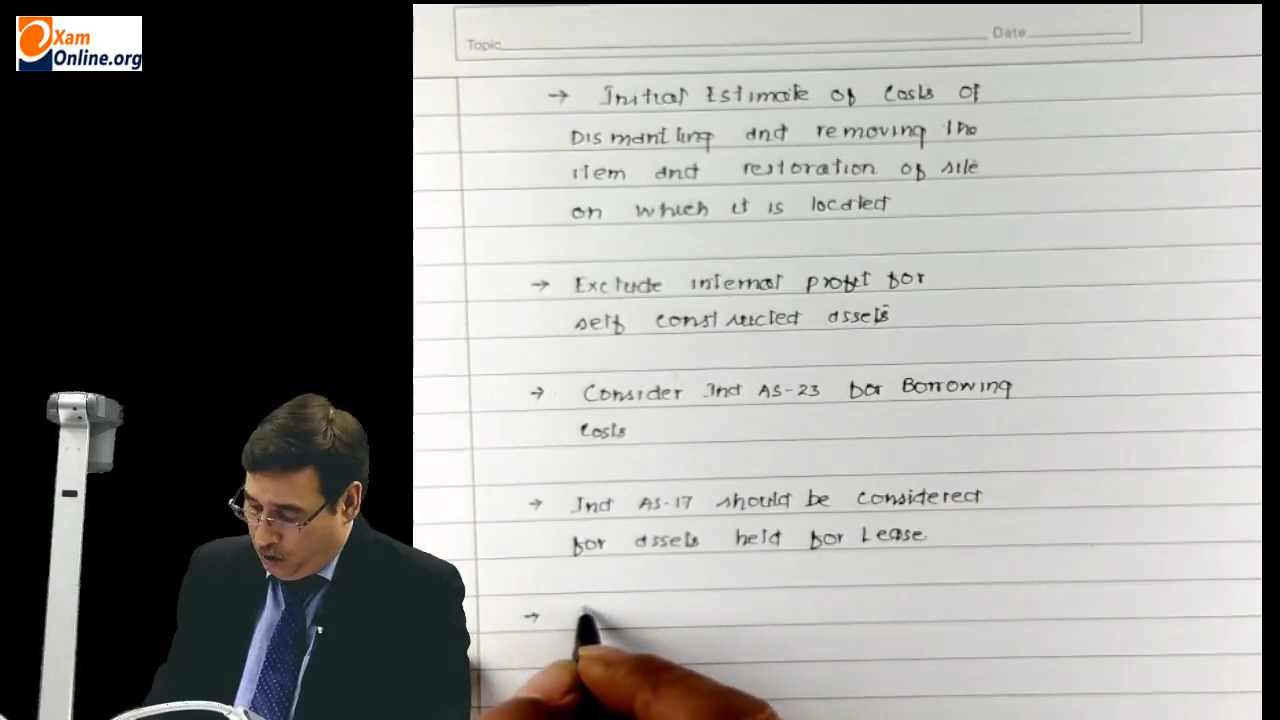 Xam
Online.org
Topic
Date
→ Initial Estimate of Costs of
Dismantling and removing the
item and restoration of site
on which it is located
→ Exclude internal profit for
self constructed assets
→ Consider Ind AS-23 for Borrowing
Costs
→ Ind AS-17 should be considered
for assets held for Lease
→